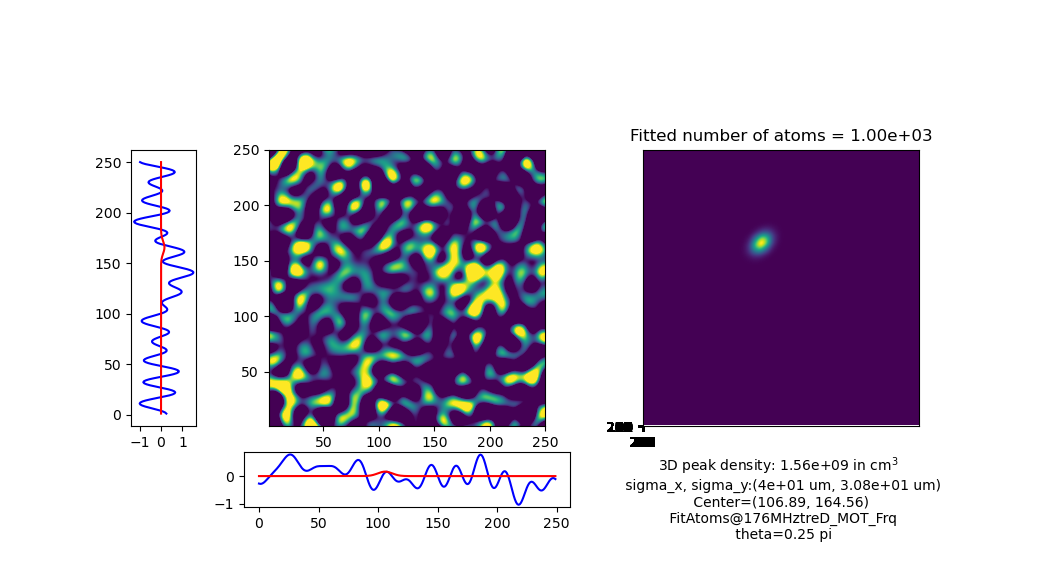 Fitted number of atoms = 1.00e+03
250
200
150
100
50
0
−1 0 1
250
200
150
100
50
50 100 150 200 250
0
−1
0 50 100 150 200 250
3D peak density: 1.56e+09 in cm³
sigma_x, sigma_y:(4e+01 um, 3.08e+01 um)
Center=(106.89, 164.56)
FitAtoms@176MHztreD_MOT_Frq
theta=0.25 pi